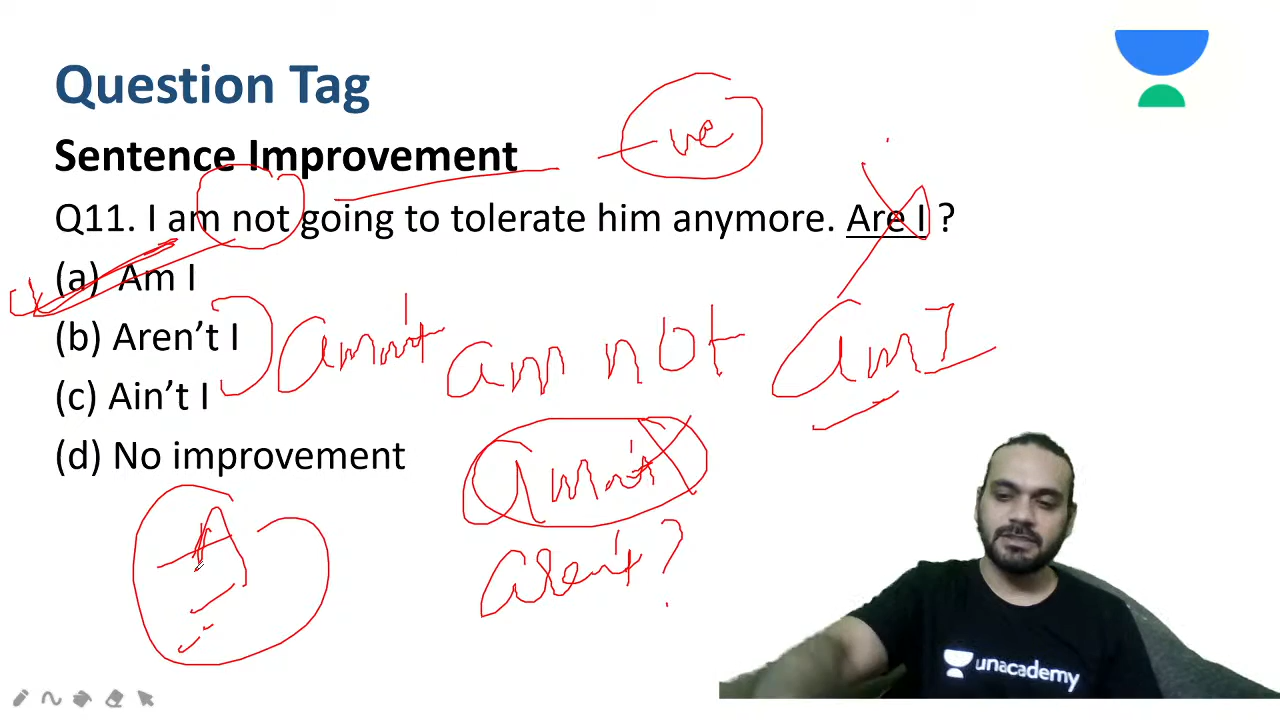 Question Tag
-ve
Sentence Improvement
Q11. I am not going to tolerate him anymore. Are I ?
(a) Am I
(b) Aren't I
amn't am not am I
(c) Ain't I
(d) No improvement
amn't
A
aren't?
unacademy